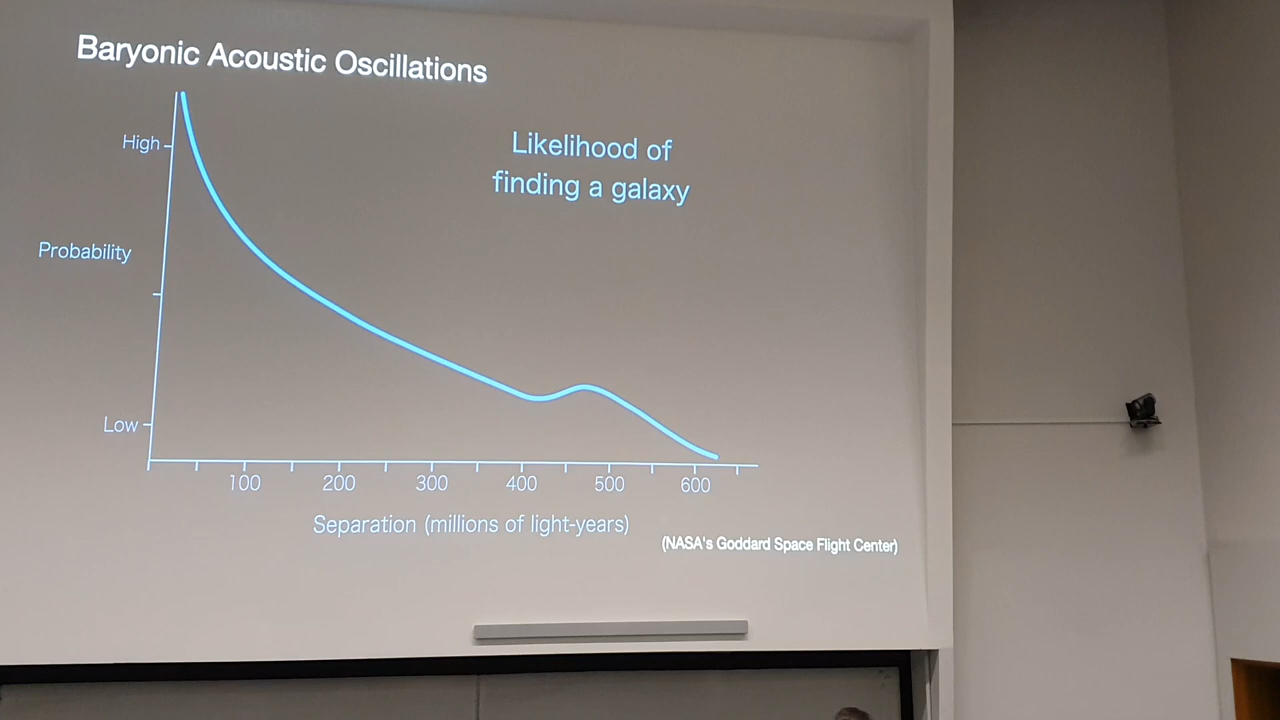 Baryonic Acoustic Oscillations
Likelihood of
finding a galaxy
High
Probability
Low
100 200 300 400 500 600
Separation (millions of light-years)
(NASA's Goddard Space Flight Center)